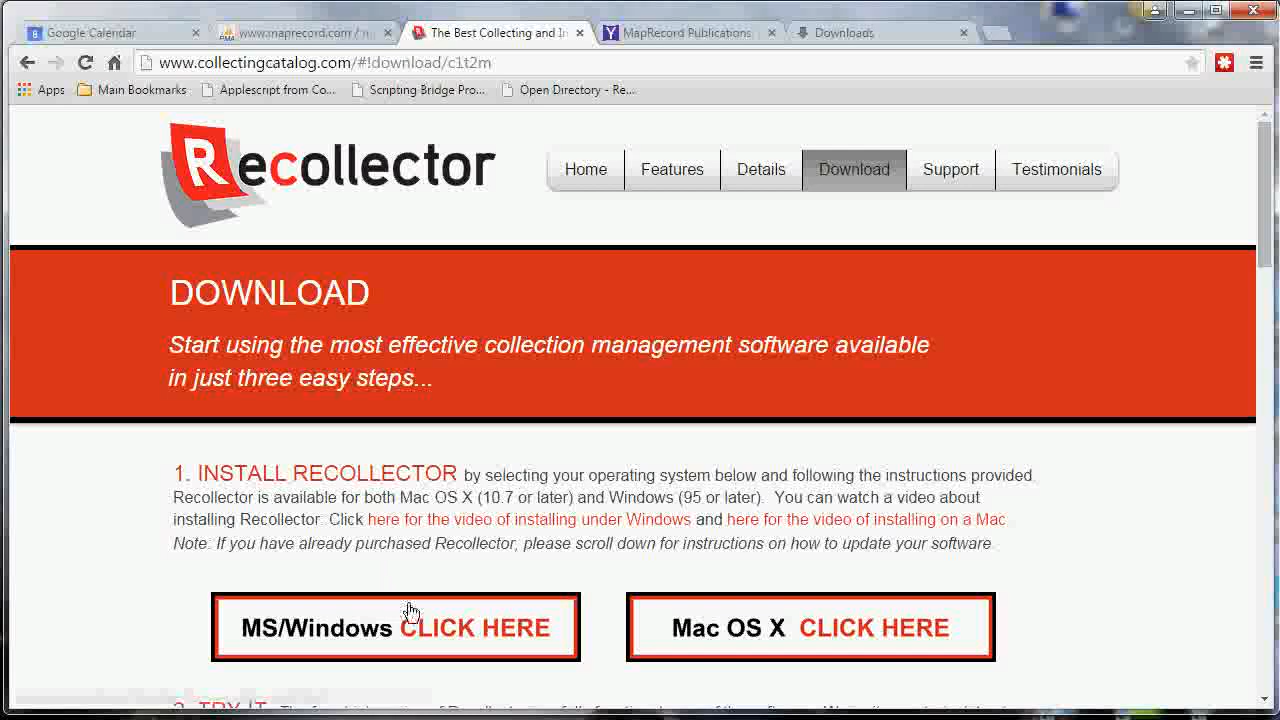 Google Calendar
www.maprecord.com / n
The Best Collecting and In
MapRecord Publications
Downloads
www.collectingcatalog.com/#!download/c1t2m
Apps Main Bookmarks Applescript from Co... Scripting Bridge Pro... Open Directory - Re...
Recollector
Home Features Details Download Support Testimonials
DOWNLOAD
Start using the most effective collection management software available
in just three easy steps...
1. INSTALL RECOLLECTOR by selecting your operating system below and following the instructions provided.
Recollector is available for both Mac OS X (10.7 or later) and Windows (95 or later). You can watch a video about
installing Recollector. Click here for the video of installing under Windows and here for the video of installing on a Mac
Note: If you have already purchased Recollector, please scroll down for instructions on how to update your software.
MS/Windows CLICK HERE
Mac OS X CLICK HERE
2. TRY IT